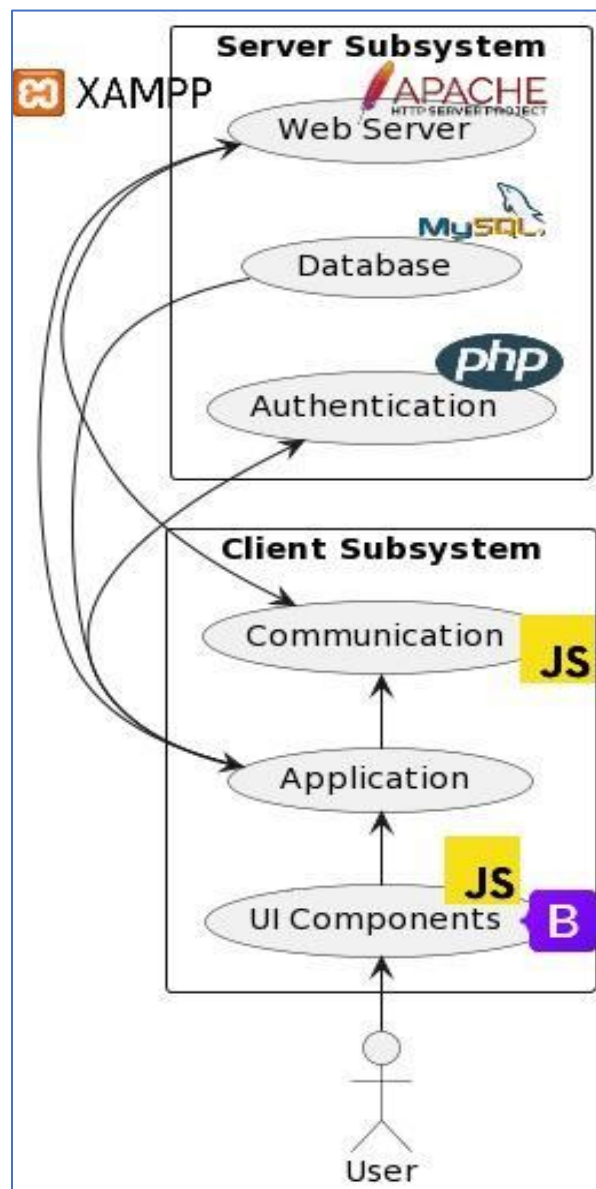 Server Subsystem
XAMPP
APACHE
HTTP SERVER PROJECT
Web Server
MySQL
Database
php
Authentication
Client Subsystem
Communication
JS
Application
JS
UI Components
B
User